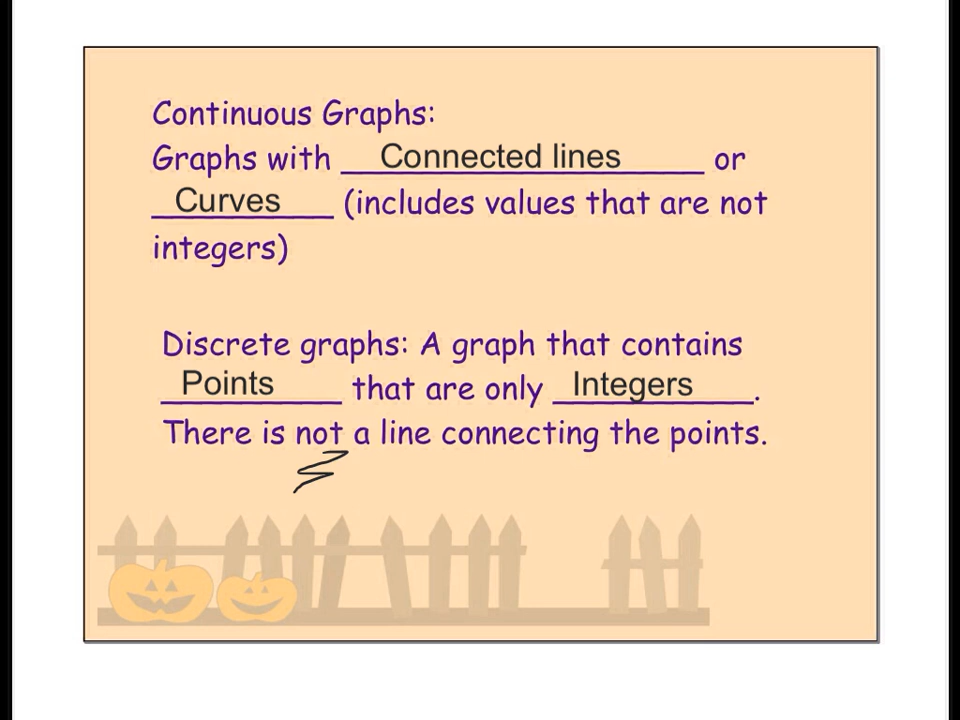 Continuous Graphs:
Graphs with Connected lines or
Curves (includes values that are not
integers)
Discrete graphs: A graph that contains
Points that are only Integers.
There is not a line connecting the points.